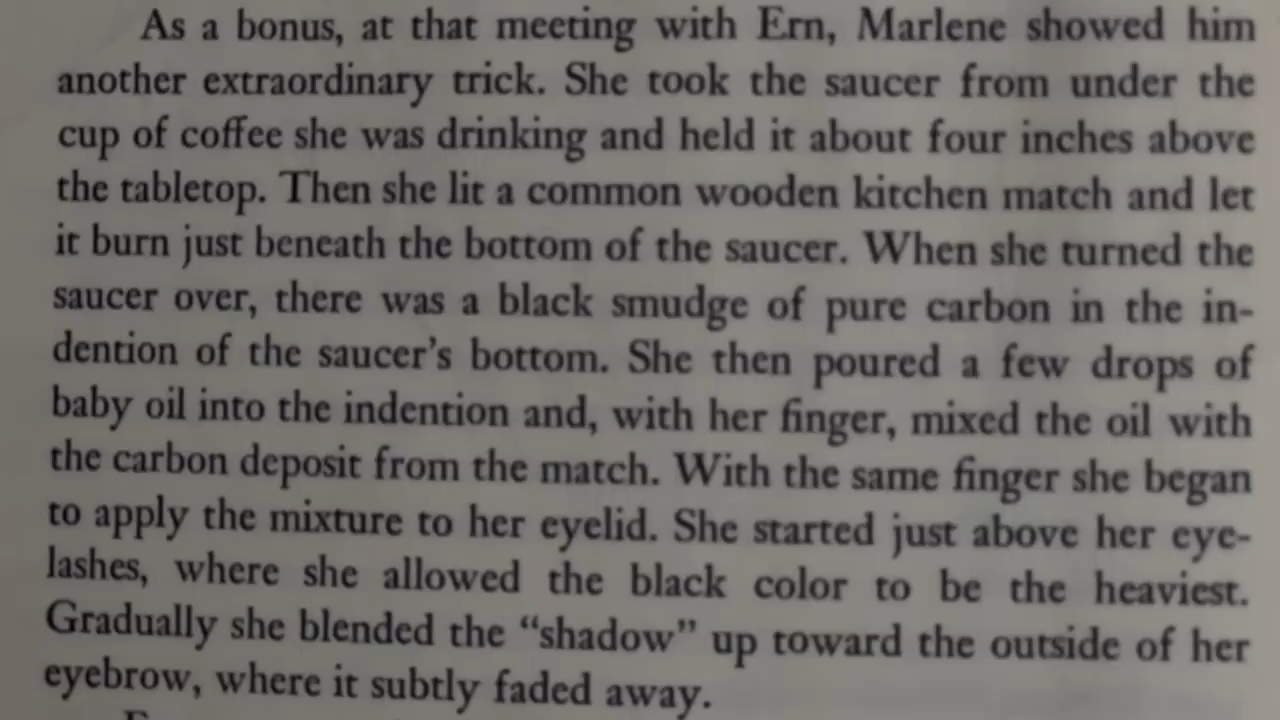 As a bonus, at that meeting with Ern, Marlene showed him
another extraordinary trick. She took the saucer from under the
cup of coffee she was drinking and held it about four inches above
the tabletop. Then she lit a common wooden kitchen match and let
it burn just beneath the bottom of the saucer. When she turned the
saucer over, there was a black smudge of pure carbon in the in-
dention of the saucer's bottom. She then poured a few drops of
baby oil into the indention and, with her finger, mixed the oil with
the carbon deposit from the match. With the same finger she began
to apply the mixture to her eyelid. She started just above her eye-
lashes, where she allowed the black color to be the heaviest.
Gradually she blended the “shadow” up toward the outside of her
eyebrow, where it subtly faded away.